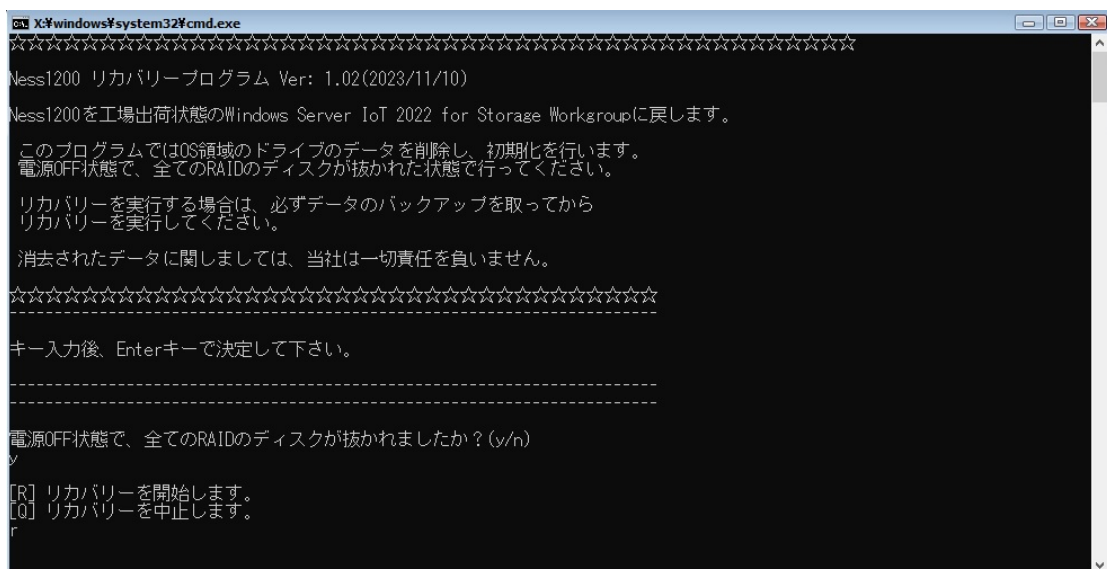 X:¥windows¥system32¥cmd.exe
☆☆☆☆☆☆☆☆☆☆☆☆☆☆☆☆☆☆☆☆☆☆☆☆☆☆☆☆☆☆☆☆☆☆☆☆☆☆☆☆☆☆☆☆☆☆☆
Ness1200 リカバリープログラム Ver: 1.02(2023/11/10)
Ness1200を工場出荷状態のWindows Server IoT 2022 for Storage Workgroupに戻します。
このプログラムではOS領域のドライブのデータを削除し、初期化を行います。
電源OFF状態で、全てのRAIDのディスクが抜かれた状態で行ってください。
リカバリーを実行する場合は、必ずデータのバックアップを取ってから
リカバリーを実行してください。
消去されたデータに関しましては、当社は一切責任を負いません。
☆☆☆☆☆☆☆☆☆☆☆☆☆☆☆☆☆☆☆☆☆☆☆☆☆☆☆☆☆☆☆☆☆☆☆☆
------------------------------------------------------------------------
キー入力後、Enterキーで決定して下さい。
------------------------------------------------------------------------
------------------------------------------------------------------------
電源OFF状態で、全てのRAIDのディスクが抜かれましたか？(y/n)
y
[R] リカバリーを開始します。
[Q] リカバリーを中止します。
r